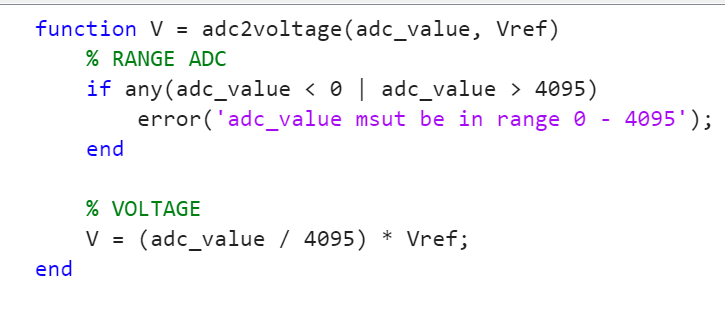 function V = adc2voltage(adc_value, Vref)
    % RANGE ADC
    if any(adc_value < 0 | adc_value > 4095)
        error('adc_value msut be in range 0 - 4095');
    end

    % VOLTAGE
    V = (adc_value / 4095) * Vref;
end